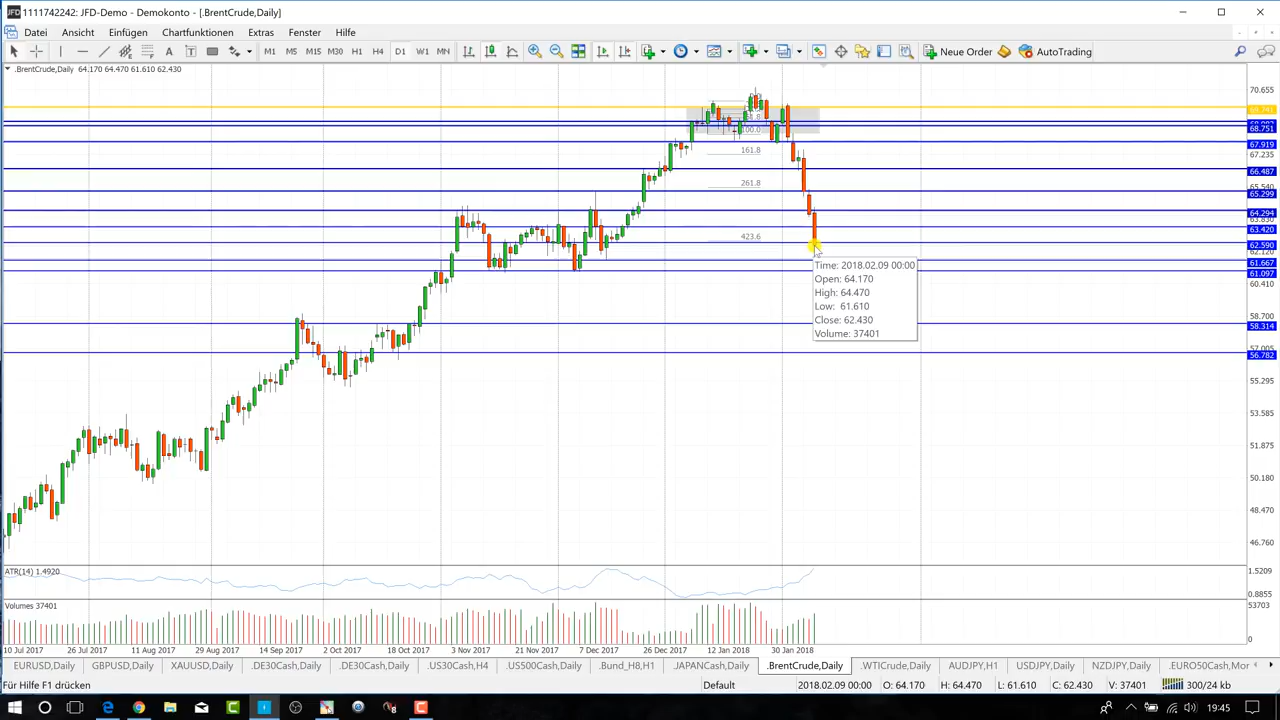 1111742242: JFD-Demo - Demokonto - [.BrentCrude,Daily]
Datei Ansicht Einfügen Chartfunktionen Extras Fenster Hilfe
A T M1 M5 M15 M30 H1 H4 D1 W1 MN Neue Order AutoTrading
.BrentCrude,Daily 64.170 64.470 61.610 62.430
70.655
69.741
68.751
100.0
67.919
161.8
67.235
66.487
261.8
65.540
65.299
64.294
63.830
63.420
423.6
62.590
62.120
61.667
61.097
60.410
Time: 2018.02.09 00:00
Open: 64.170
High: 64.470
Low: 61.610
Close: 62.430
Volume: 37401
58.700
58.314
57.005
56.782
55.295
53.585
51.875
50.180
48.470
46.760
ATR(14) 1.4920
1.5209
0.8855
Volumes 37401
53703
0
10 Jul 2017 26 Jul 2017 11 Aug 2017 29 Aug 2017 14 Sep 2017 2 Oct 2017 18 Oct 2017 3 Nov 2017 21 Nov 2017 7 Dec 2017 26 Dec 2017 12 Jan 2018 30 Jan 2018
EURUSD,Daily GBPUSD,Daily XAUUSD,Daily .DE30Cash,Daily .DE30Cash,Daily .US30Cash,H4 .US500Cash,Daily .Bund_H8,H1 .JAPANCash,Daily .BrentCrude,Daily .WTICrude,Daily AUDJPY,H1 USDJPY,Daily NZDJPY,Daily .EURO50Cash,Mor
Für Hilfe F1 drücken Default 2018.02.09 00:00 O: 64.170 H: 64.470 L: 61.610 C: 62.430 V: 37401 300/24 kb
19:45